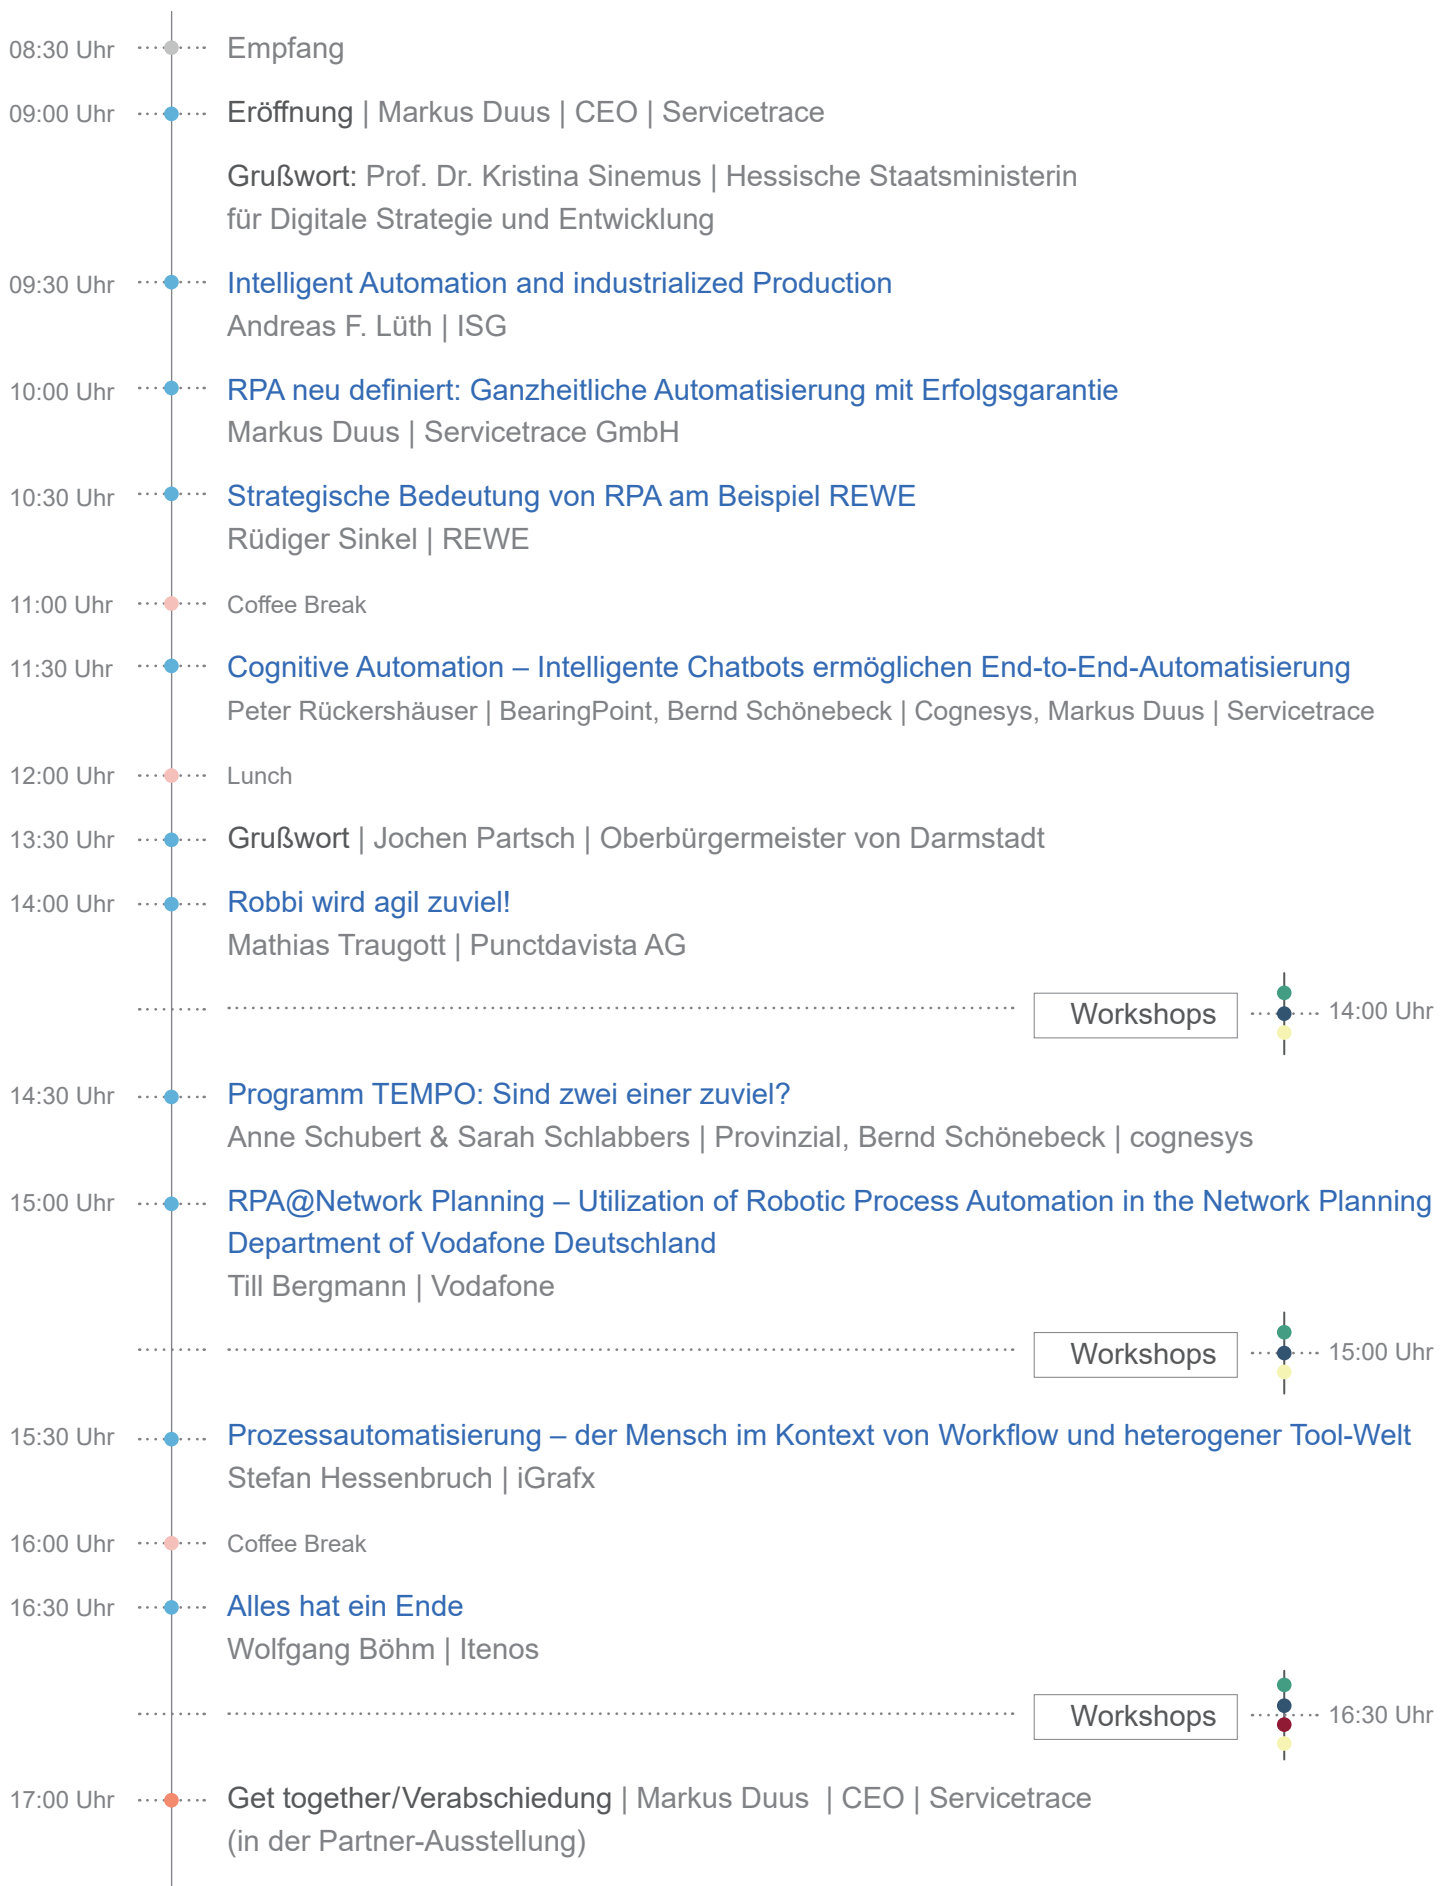 08:30 Uhr Empfang
09:00 Uhr Eröffnung | Markus Duus | CEO | Servicetrace
Grußwort: Prof. Dr. Kristina Sinemus | Hessische Staatsministerin
für Digitale Strategie und Entwicklung
09:30 Uhr Intelligent Automation and industrialized Production
Andreas F. Lüth | ISG
10:00 Uhr RPA neu definiert: Ganzheitliche Automatisierung mit Erfolgsgarantie
Markus Duus | Servicetrace GmbH
10:30 Uhr Strategische Bedeutung von RPA am Beispiel REWE
Rüdiger Sinkel | REWE
11:00 Uhr Coffee Break
11:30 Uhr Cognitive Automation – Intelligente Chatbots ermöglichen End-to-End-Automatisierung
Peter Rückershäuser | BearingPoint, Bernd Schönebeck | Cognesys, Markus Duus | Servicetrace
12:00 Uhr Lunch
13:30 Uhr Grußwort | Jochen Partsch | Oberbürgermeister von Darmstadt
14:00 Uhr Robbi wird agil zuviel!
Mathias Traugott | Punctdavista AG
Workshops 14:00 Uhr
14:30 Uhr Programm TEMPO: Sind zwei einer zuviel?
Anne Schubert & Sarah Schlabbers | Provinzial, Bernd Schönebeck | cognesys
15:00 Uhr RPA@Network Planning – Utilization of Robotic Process Automation in the Network Planning
Department of Vodafone Deutschland
Till Bergmann | Vodafone
Workshops 15:00 Uhr
15:30 Uhr Prozessautomatisierung – der Mensch im Kontext von Workflow und heterogener Tool-Welt
Stefan Hessenbruch | iGrafx
16:00 Uhr Coffee Break
16:30 Uhr Alles hat ein Ende
Wolfgang Böhm | Itenos
Workshops 16:30 Uhr
17:00 Uhr Get together/Verabschiedung | Markus Duus | CEO | Servicetrace
(in der Partner-Ausstellung)